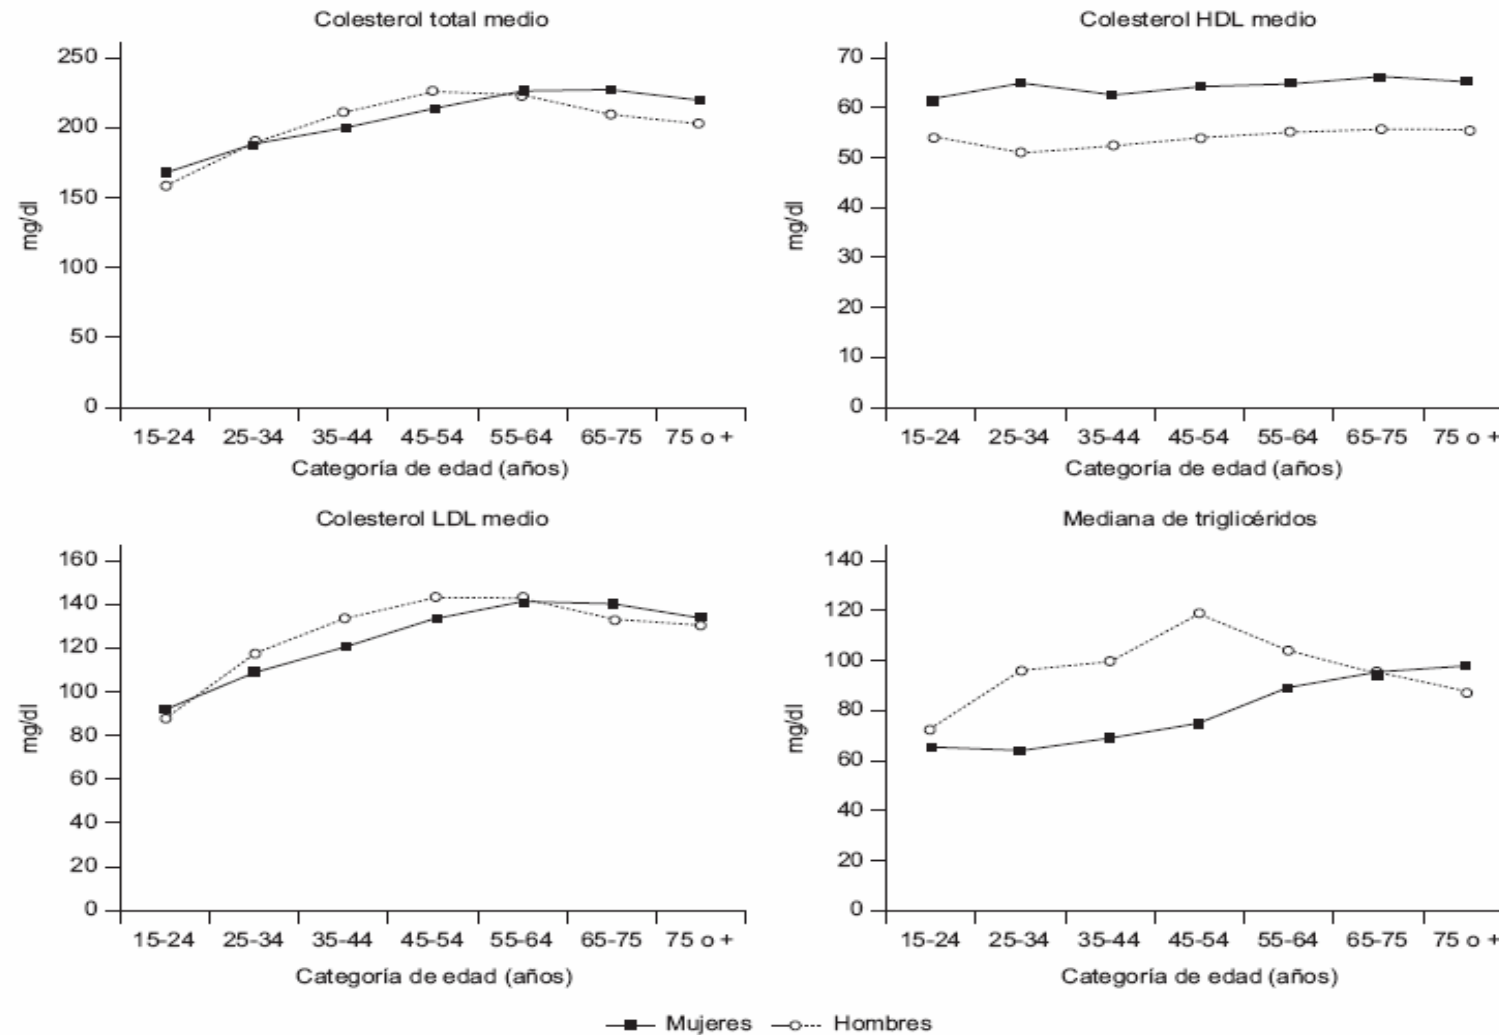 Colesterol total medio
250
200
150
100
50
0
mg/dl
15-24 25-34 35-44 45-54 55-64 65-75 75 o +
Categoría de edad (años)
Colesterol HDL medio
70
60
50
40
30
20
10
0
mg/dl
15-24 25-34 35-44 45-54 55-64 65-75 75 o +
Categoría de edad (años)
Colesterol LDL medio
160
140
120
100
80
60
40
20
0
mg/dl
15-24 25-34 35-44 45-54 55-64 65-75 75 o +
Categoría de edad (años)
Mediana de triglicéridos
140
120
100
80
60
40
20
0
mg/dl
15-24 25-34 35-44 45-54 55-64 65-75 75 o +
Categoría de edad (años)
Mujeres Hombres